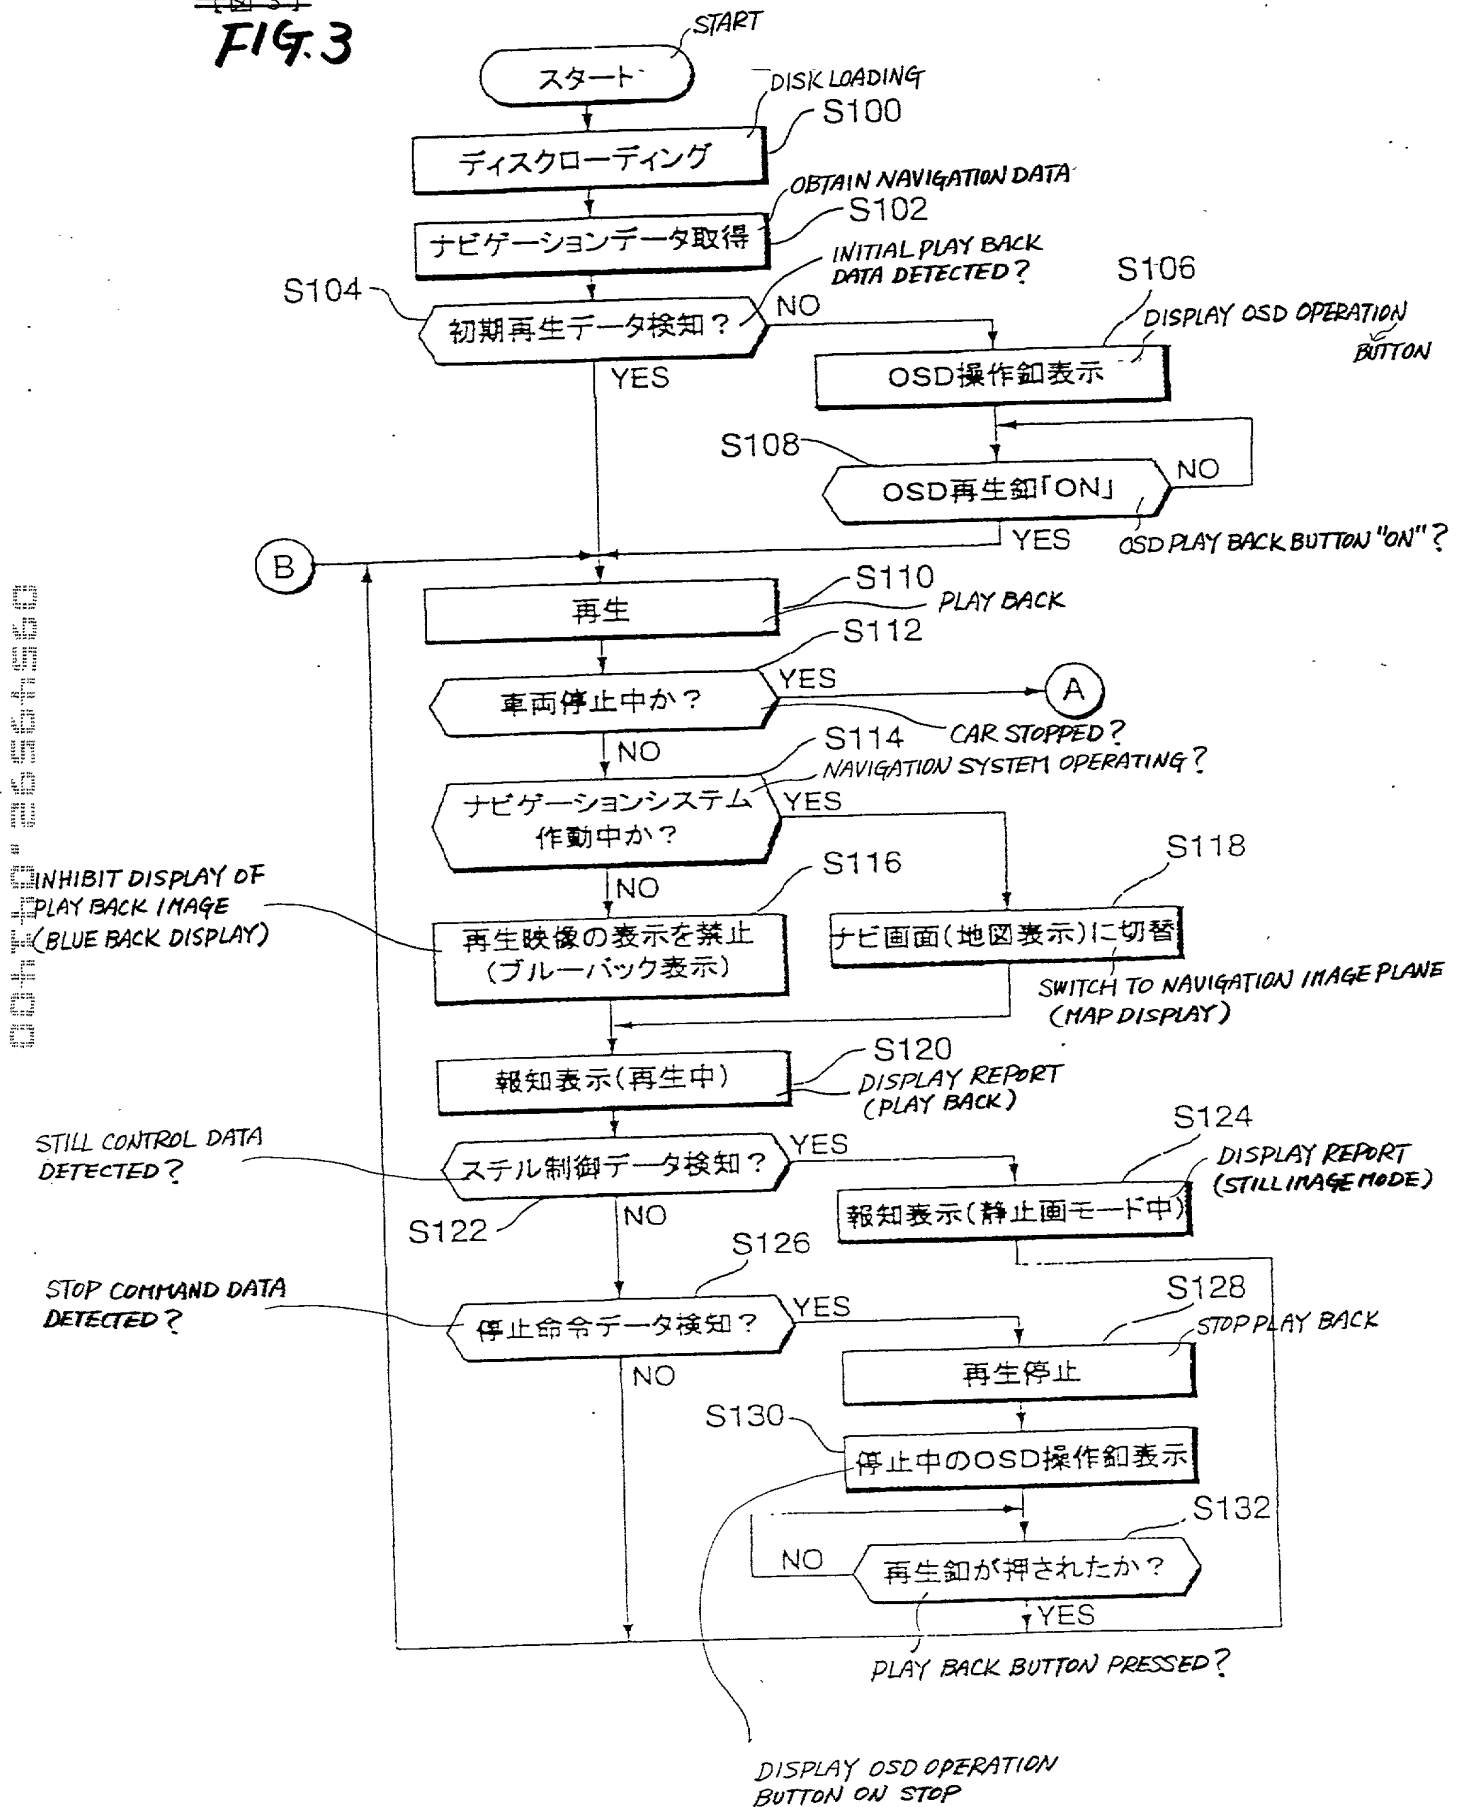 【図3】
FIG.3
START
スタート
DISK LOADING
S100
ディスクローディング
OBTAIN NAVIGATION DATA
S102
ナビゲーションデータ取得
INITIAL PLAY BACK
DATA DETECTED?
S104
初期再生データ検知?
NO
YES
S106
DISPLAY OSD OPERATION
BUTTON
OSD操作釦表示
S108
OSD再生釦「ON」
NO
YES
OSD PLAY BACK BUTTON "ON"?
B
S110
再生
PLAY BACK
S112
車両停止中か?
YES
A
CAR STOPPED?
NO
S114
NAVIGATION SYSTEM OPERATING?
ナビゲーションシステム
作動中か?
YES
NO
S116
S118
INHIBIT DISPLAY OF
PLAY BACK IMAGE
(BLUE BACK DISPLAY)
再生映像の表示を禁止
(ブルーバック表示)
ナビ画面(地図表示)に切替
SWITCH TO NAVIGATION IMAGE PLANE
(MAP DISPLAY)
S120
報知表示(再生中)
DISPLAY REPORT
(PLAY BACK)
STILL CONTROL DATA
DETECTED?
ステル制御データ検知?
YES
S122
NO
S124
DISPLAY REPORT
(STILL IMAGE MODE)
報知表示(静止画モード中)
S126
STOP COMMAND DATA
DETECTED?
停止命令データ検知?
YES
NO
S128
STOP PLAY BACK
再生停止
S130
停止中のOSD操作釦表示
S132
再生釦が押されたか?
NO
YES
PLAY BACK BUTTON PRESSED?
DISPLAY OSD OPERATION
BUTTON ON STOP